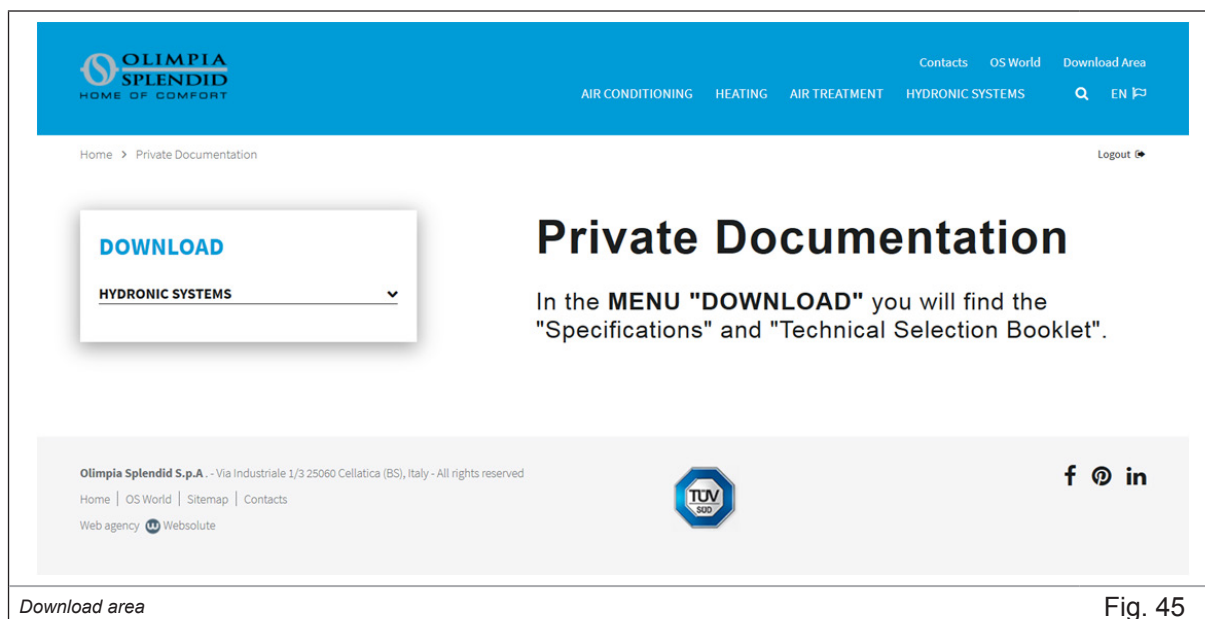 OLIMPIA
SPLENDID
HOME OF COMFORT
Contacts OS World Download Area
AIR CONDITIONING HEATING AIR TREATMENT HYDRONIC SYSTEMS EN
Home > Private Documentation Logout
DOWNLOAD
HYDRONIC SYSTEMS
Private Documentation
In the MENU "DOWNLOAD" you will find the
"Specifications" and "Technical Selection Booklet".
Olimpia Splendid S.p.A . - Via Industriale 1/3 25060 Cellatica (BS), Italy - All rights reserved
Home | OS World | Sitemap | Contacts
Web agency Websolute
TÜV
SÜD
f in
Download area Fig. 45